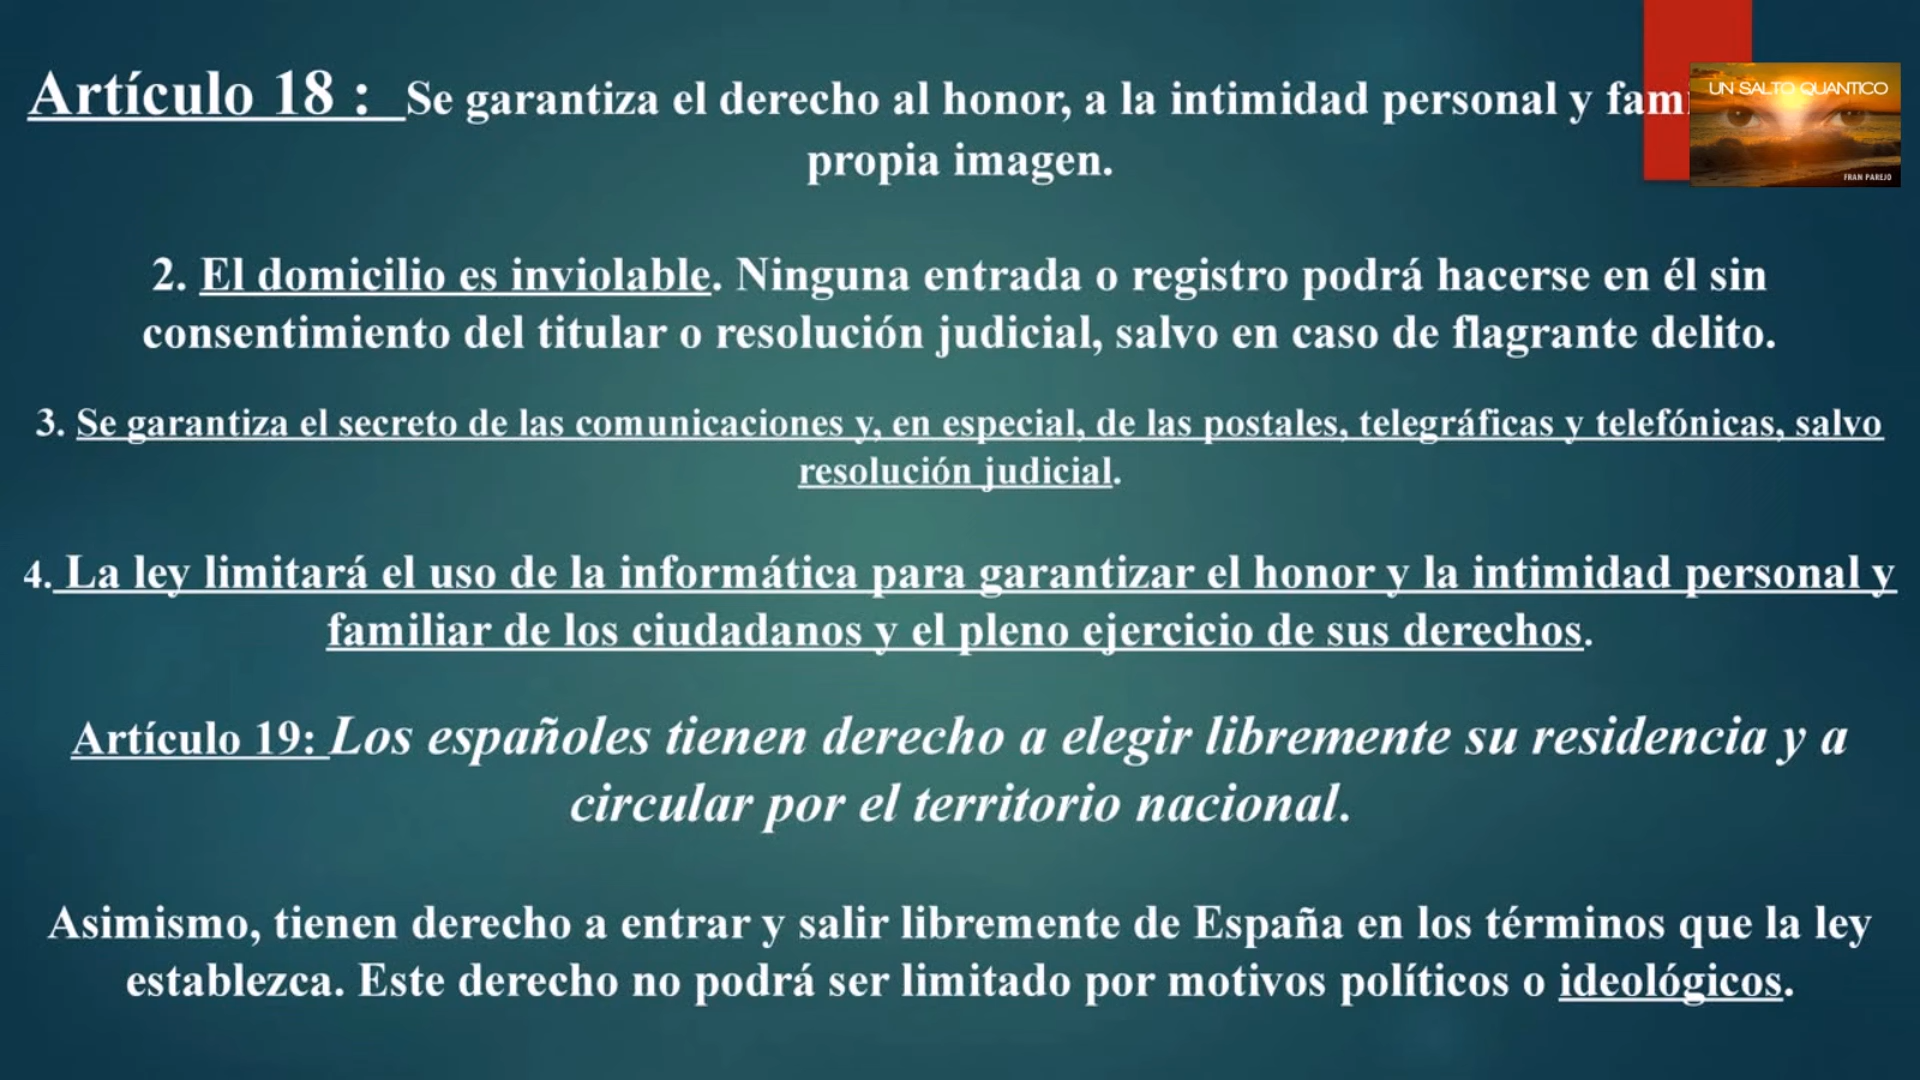 Artículo 18 : Se garantiza el derecho al honor, a la intimidad personal y
propia imagen.
UN SALTO QUANTICO
FRAN PAREJO
2. El domicilio es inviolable. Ninguna entrada o registro podrá hacerse en él sin
consentimiento del titular o resolución judicial, salvo en caso de flagrante delito.
3. Se garantiza el secreto de las comunicaciones y, en especial, de las postales, telegráficas y telefónicas, salvo
resolución judicial.
4. La ley limitará el uso de la informática para garantizar el honor y la intimidad personal y
familiar de los ciudadanos y el pleno ejercicio de sus derechos.
Artículo 19: Los españoles tienen derecho a elegir libremente su residencia y a
circular por el territorio nacional.
Asimismo, tienen derecho a entrar y salir libremente de España en los términos que la ley
establezca. Este derecho no podrá ser limitado por motivos políticos o ideológicos.